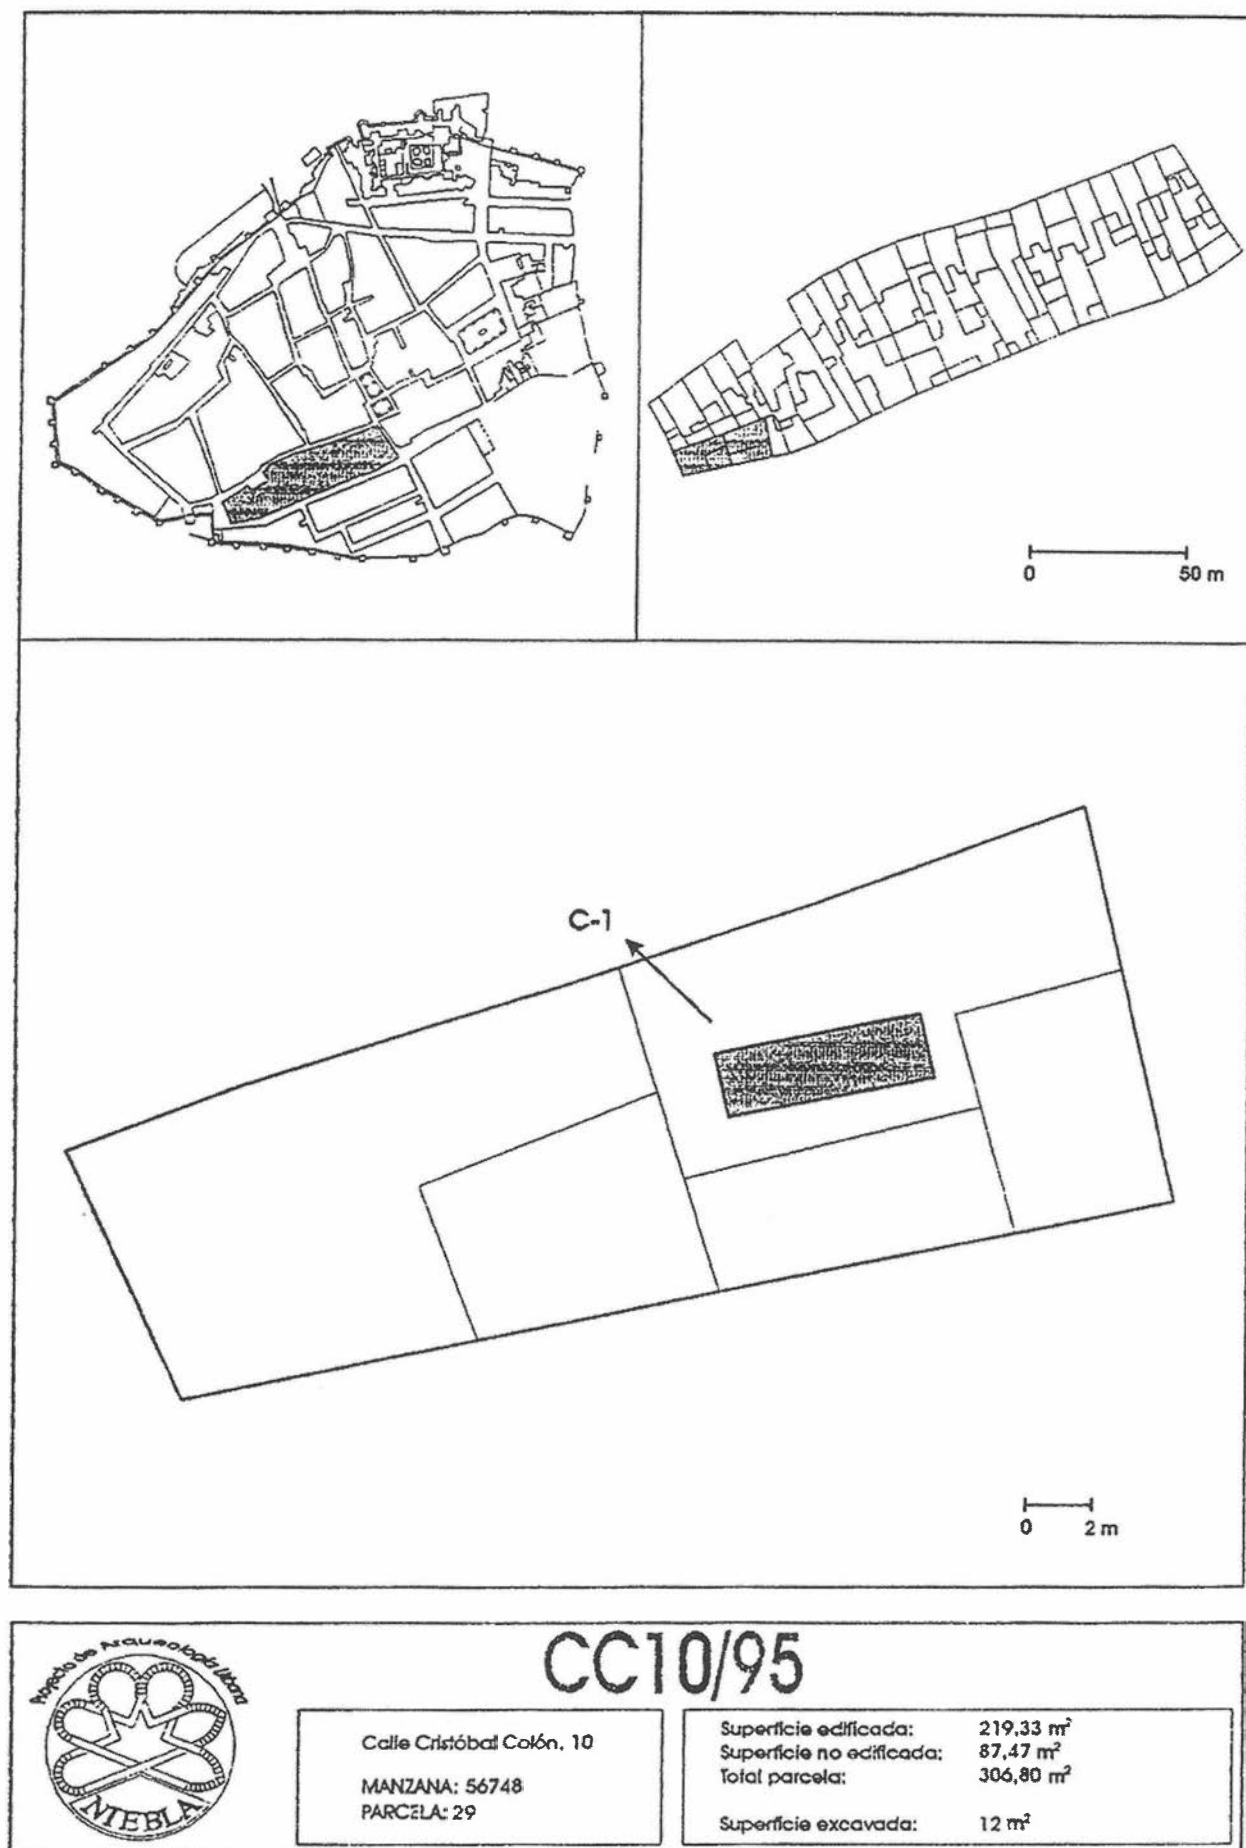 0 50 m
C-1
0 2 m
Proyecto de Arqueología Urbana
NIEBLA
CC10/95
Calle Cristóbal Colón, 10
MANZANA: 56748
PARCELA: 29
Superficie edificada: 219,33 m²
Superficie no edificada: 87,47 m²
Total parcela: 306,80 m²
Superficie excavada: 12 m²